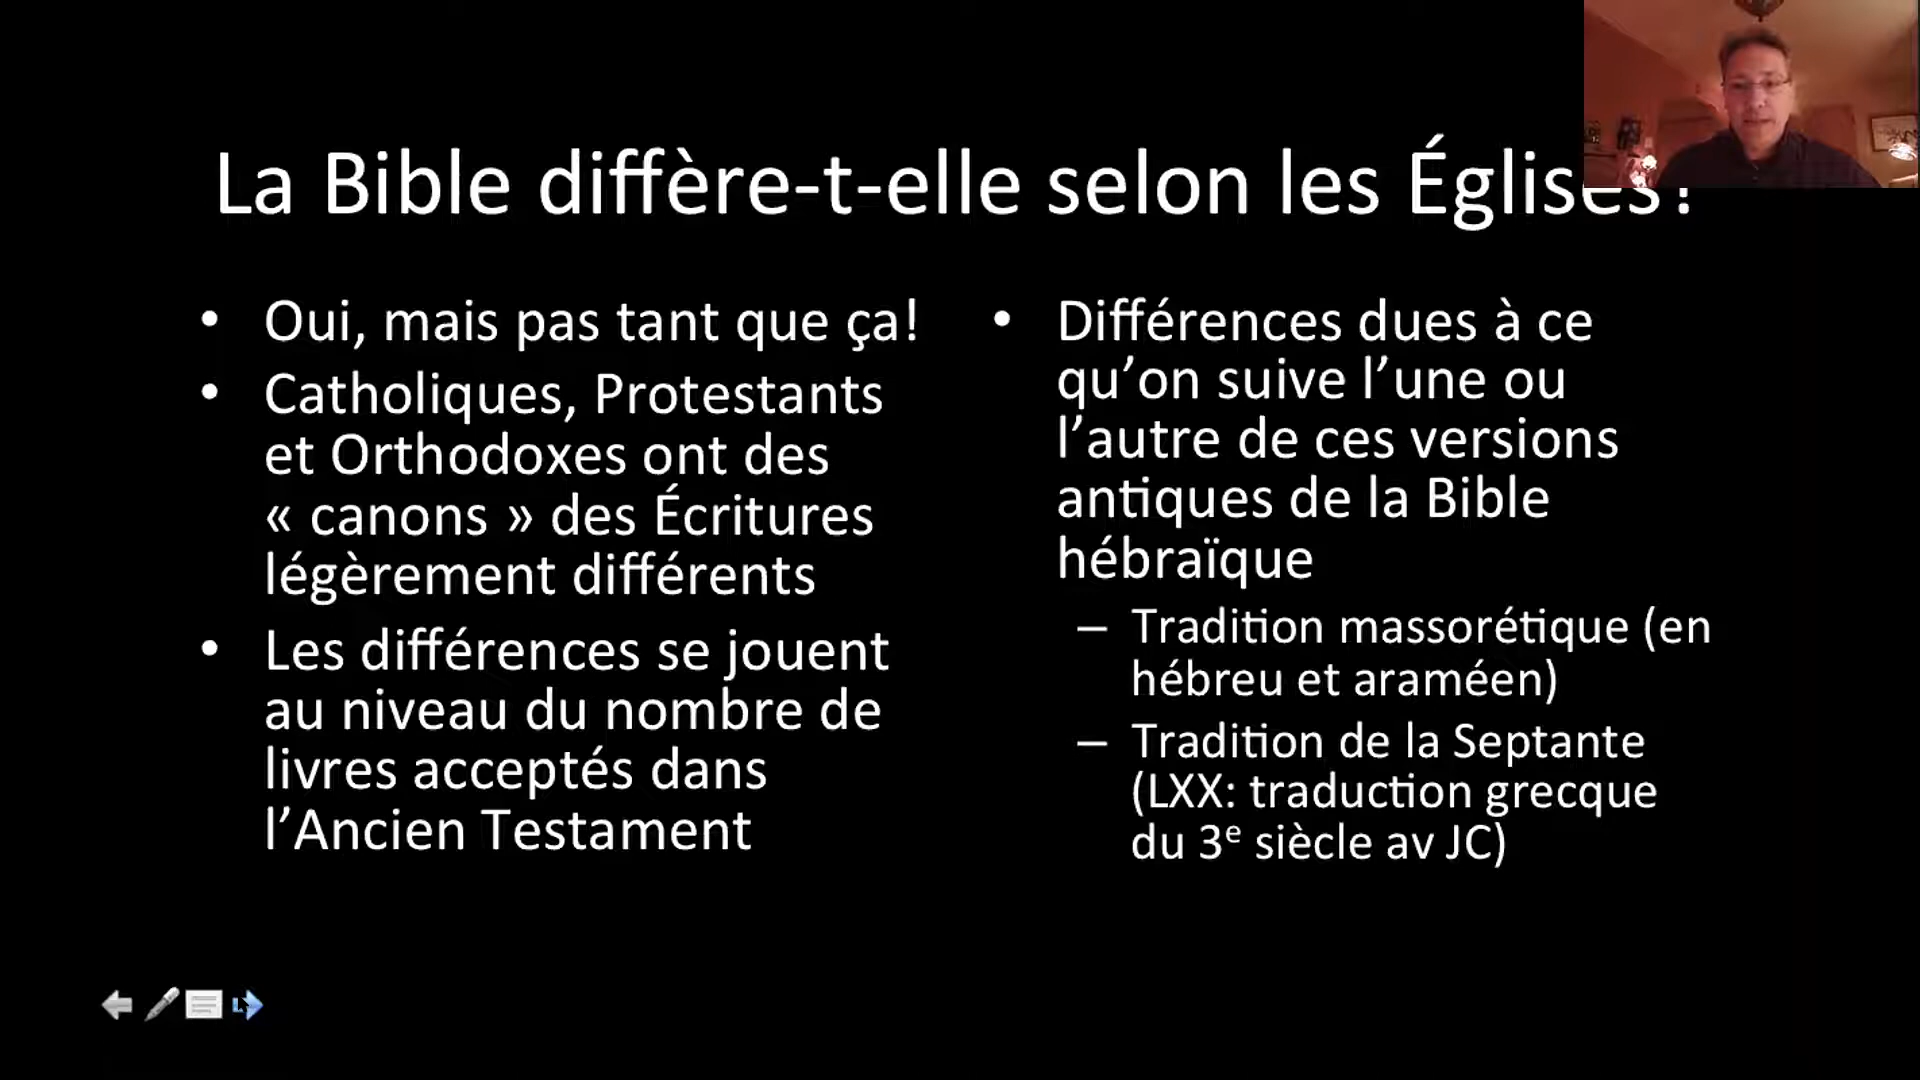 La Bible diffère-t-elle selon les Églises?
• Oui, mais pas tant que ça!
• Catholiques, Protestants
et Orthodoxes ont des
« canons » des Écritures
légèrement différents
• Les différences se jouent
au niveau du nombre de
livres acceptés dans
l’Ancien Testament
• Différences dues à ce
qu’on suive l’une ou
l’autre de ces versions
antiques de la Bible
hébraïque
– Tradition massorétique (en
hébreu et araméen)
– Tradition de la Septante
(LXX: traduction grecque
du 3e siècle av JC)